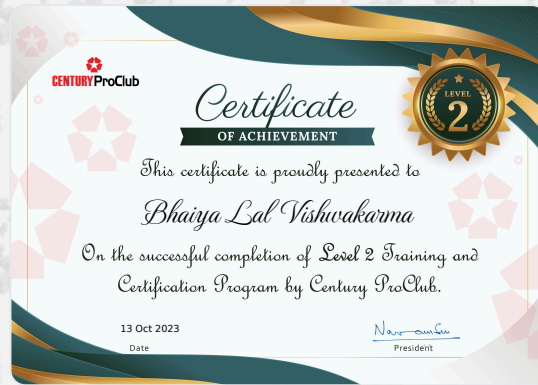 CENTURY ProClub
LEVEL
2
Certificate
OF ACHIEVEMENT
This certificate is proudly presented to
Bhaiya Lal Vishwakarma
On the successful completion of Level 2 Training and
Certification Program by Century ProClub.
13 Oct 2023
Date
President